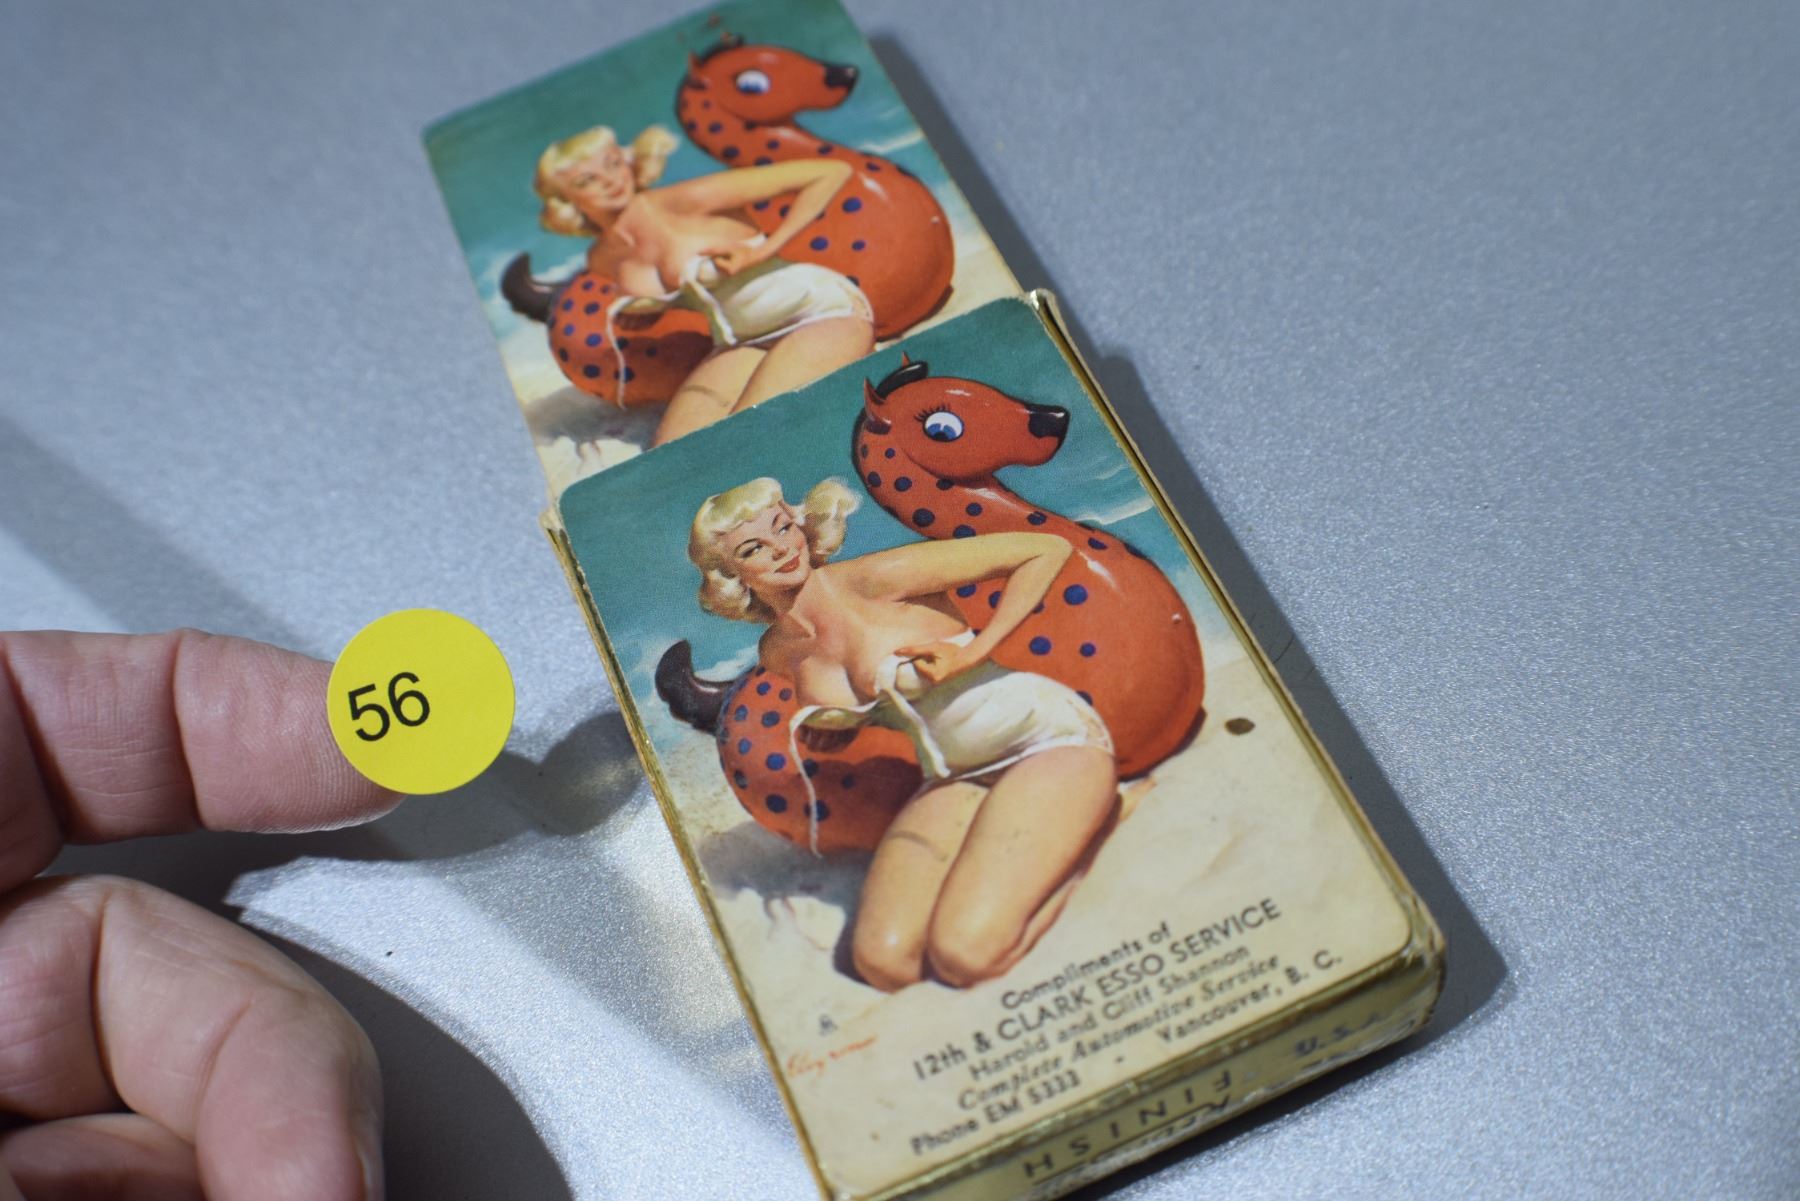 56
Compliments of
12th & CLARK ESSO SERVICE
Harold and Cliff Shannon
Complete Automotive Service
Phone EM 5333 - Vancouver, B. C.
FINISH
U.S.